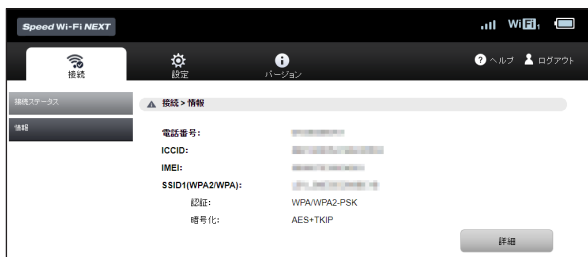 Speed Wi-Fi NEXT
WiFi 1
接続
設定
バージョン
ヘルプ
ログアウト
接続ステータス
情報
接続 > 情報
電話番号:
ICCID:
IMEI:
SSID1(WPA2/WPA):
認証: WPA/WPA2-PSK
暗号化: AES+TKIP
詳細